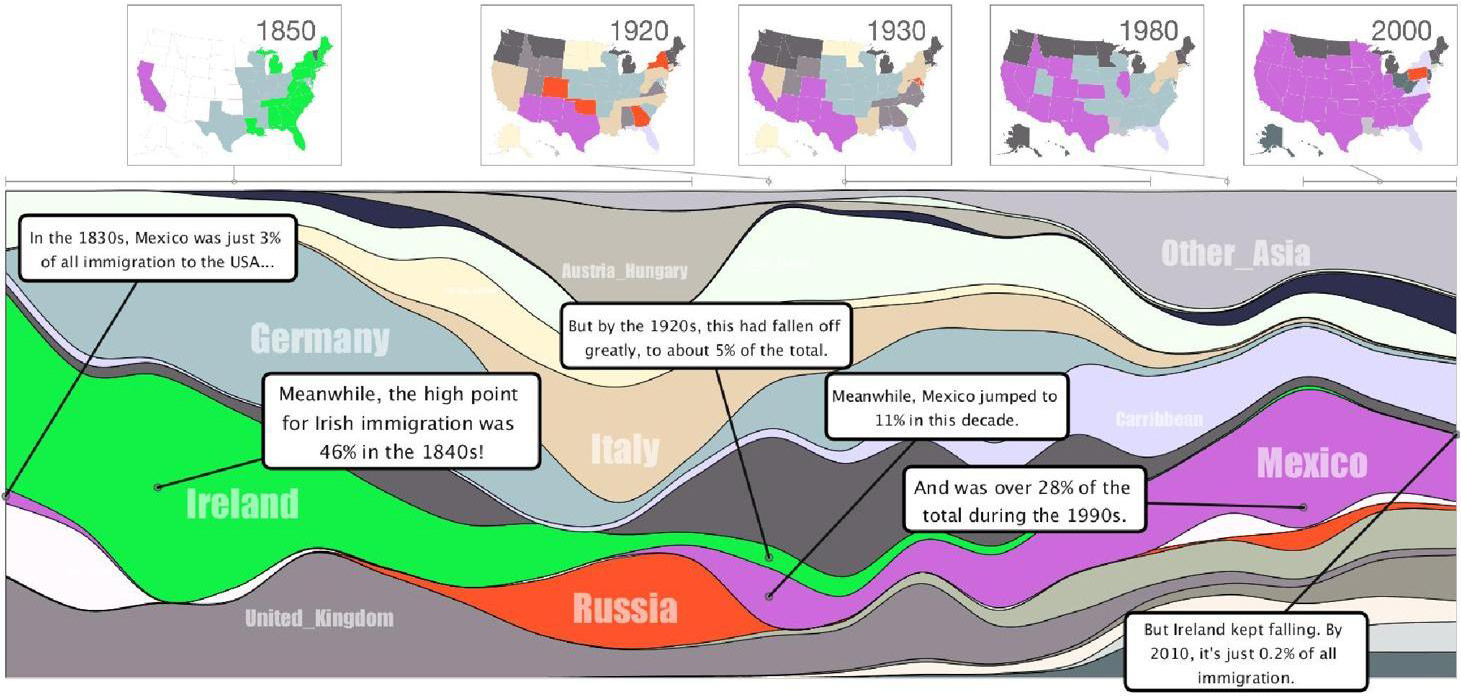 1850
1920
1930
1980
2000
In the 1830s, Mexico was just 3%
of all immigration to the USA...
Other_Asia
Austria_Hungary
Germany
But by the 1920s, this had fallen off
greatly, to about 5% of the total.
Meanwhile, the high point
for Irish immigration was
46% in the 1840s!
Meanwhile, Mexico jumped to
11% in this decade.
Carribbean
Italy
Mexico
Ireland
And was over 28% of the
total during the 1990s.
United_Kingdom
Russia
But Ireland kept falling. By
2010, it's just 0.2% of all
immigration.